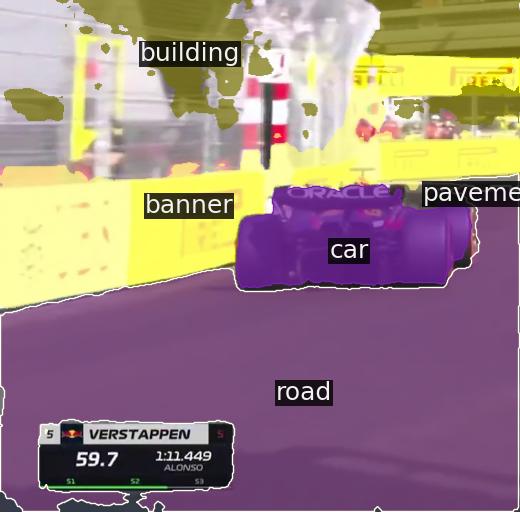 building
banner
ORACLE
paveme
car
road
5 VERSTAPPEN 5
59.7 1:11.449
ALONSO
S1 S2 S3